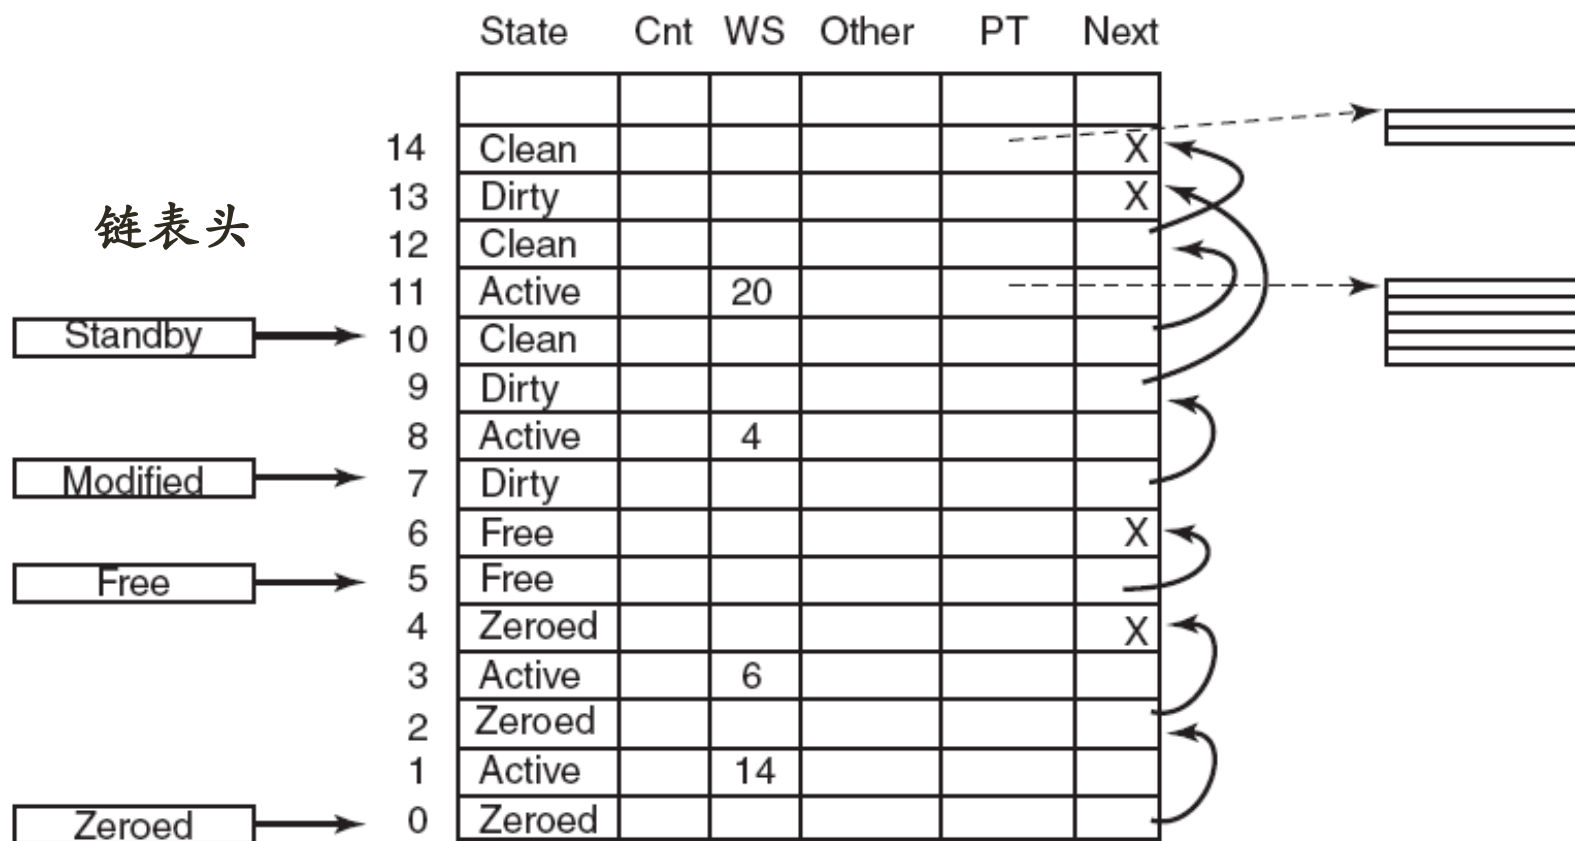 State Cnt WS Other PT Next
14 Clean X
13 Dirty X
链表头
12 Clean
11 Active 20
Standby 10 Clean
9 Dirty
8 Active 4
Modified 7 Dirty
6 Free X
Free 5 Free
4 Zeroed X
3 Active 6
2 Zeroed
1 Active 14
Zeroed 0 Zeroed